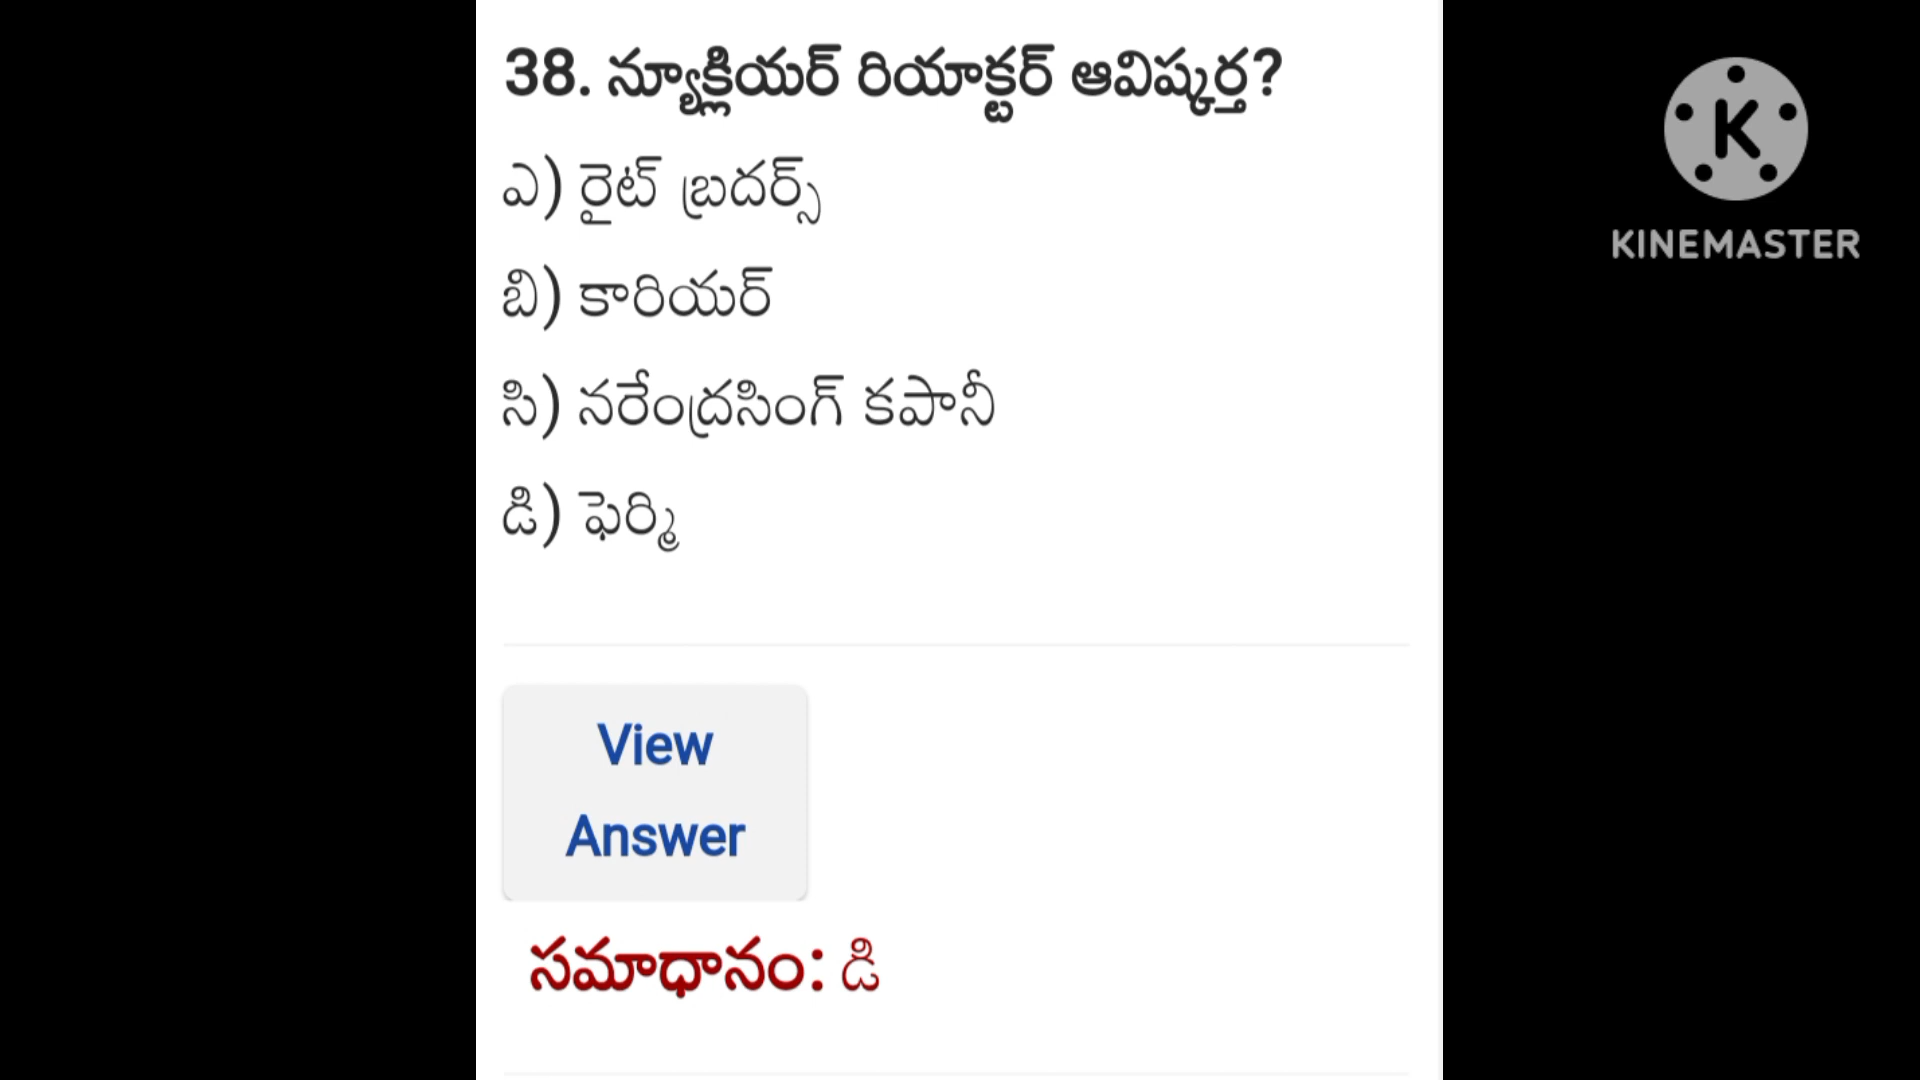 38. న్యూక్లియర్ రియాక్టర్ ఆవిష్కర్త?
ఎ) రైట్ బ్రదర్స్
బి) కారియర్
సి) నరేంద్రసింగ్ కపానీ
డి) ఫెర్మి
View
Answer
సమాధానం: డి
K
KINEMASTER